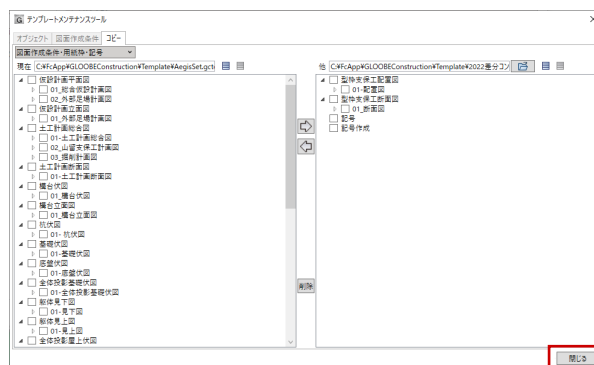 テンプレートメンテナンスツール
オブジェクト 図面作成条件 コピー
図面作成条件・用紙枠・記号
現在 C:¥FcApp¥GLOOBEConstruction¥Template¥AegisSet.gcti
他 C:¥FcApp¥GLOOBEConstruction¥Template¥2022差分コン
仮設計画平面図
01_総合仮設計画図
02_外部足場計画図
仮設計画立面図
01_外部足場計画図
土工計画総合図
01-土工計画総合図
02_山留支保工計画図
03_掘削計画図
土工計画断面図
01-土工計画断面図
構台伏図
01_構台伏図
構台立面図
01_構台立面図
杭伏図
01- 杭伏図
基礎伏図
01-基礎伏図
底盤伏図
01-底盤伏図
全体投影基礎伏図
01-全体投影基礎伏図
躯体見下図
01-見下図
躯体見上図
01-見上図
全体投影屋上伏図
削除
型枠支保工配置図
01-配置図
型枠支保工断面図
01_断面図
記号
記号作成
閉じる